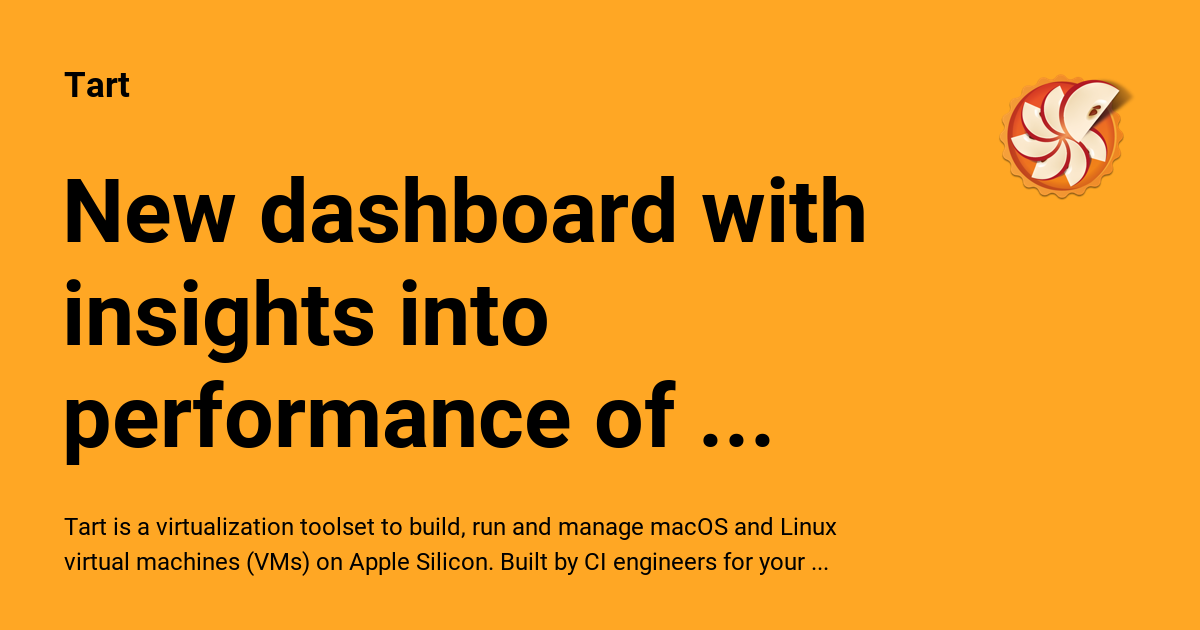 Tart
New dashboard with
insights into
performance of ...
Tart is a virtualization toolset to build, run and manage macOS and Linux
virtual machines (VMs) on Apple Silicon. Built by CI engineers for your ...